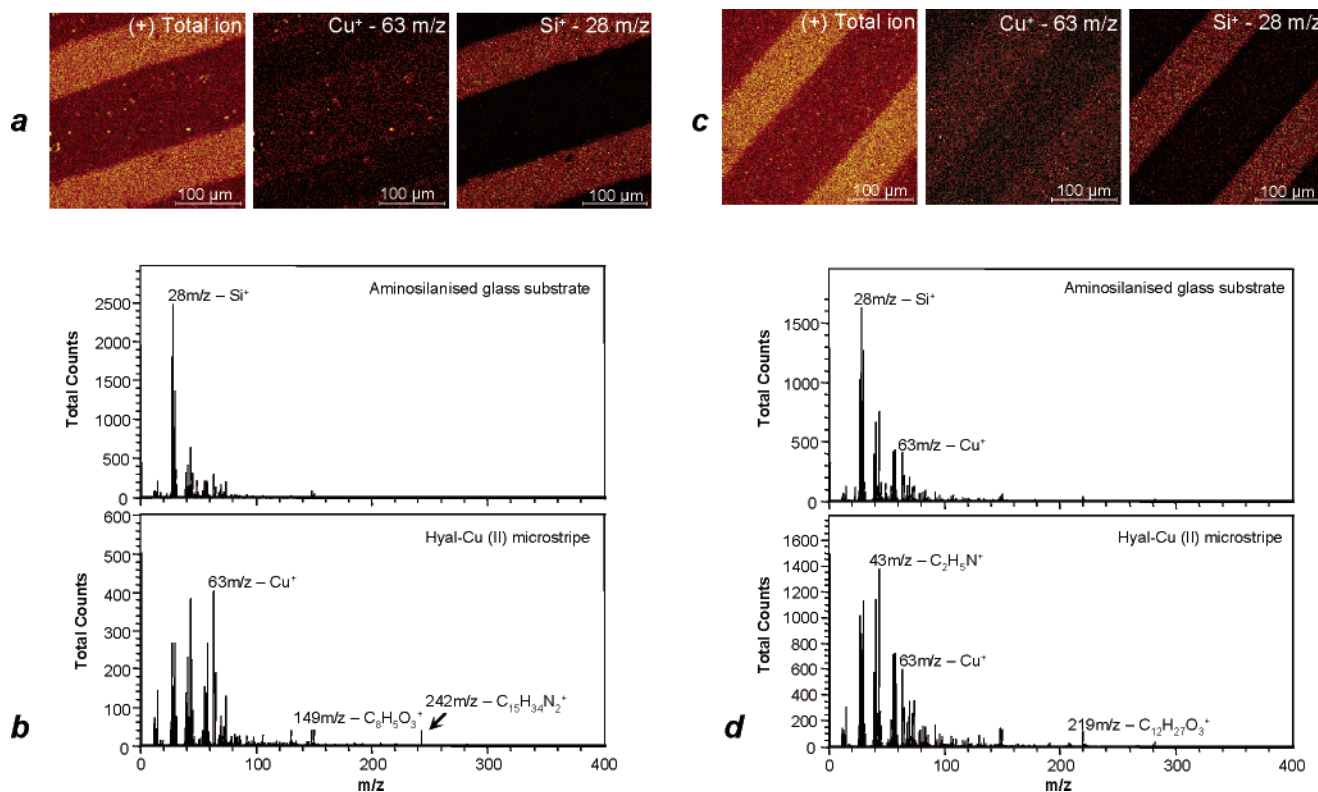 a
(+) Total ion
Cu⁺ - 63 m/z
Si⁺ - 28 m/z
100 µm
100 µm
100 µm
c
(+) Total ion
Cu⁺ - 63 m/z
Si⁺ - 28 m/z
100 µm
100 µm
100 µm
b
Aminosilanised glass substrate
28m/z – Si⁺
Total Counts
2500
2000
1500
1000
500
0
Hyal-Cu (II) microstripe
63m/z – Cu⁺
149m/z – C₈H₅O₃⁺
242m/z – C₁₅H₃₄N₂⁺
Total Counts
600
500
400
300
200
100
0
0 100 200 300 400
m/z
d
Aminosilanised glass substrate
28m/z – Si⁺
63m/z – Cu⁺
Total Counts
1500
1000
500
0
Hyal-Cu (II) microstripe
43m/z – C₂H₅N⁺
63m/z – Cu⁺
219m/z – C₁₂H₂₇O₃⁺
Total Counts
1600
1400
1200
1000
800
600
400
200
0
0 100 200 300 400
m/z